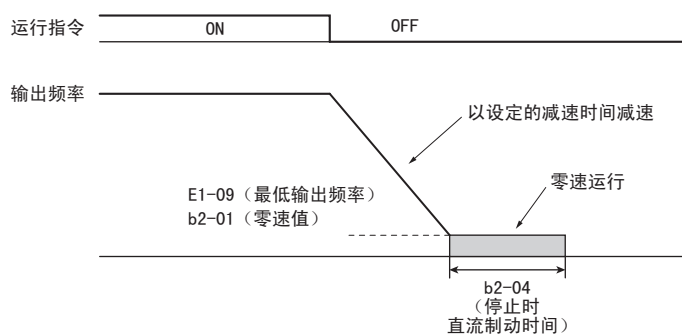 运行指令
ON
OFF
输出频率
以设定的减速时间减速
E1-09（最低输出频率）
b2-01（零速值）
零速运行
b2-04
（停止时
直流制动时间）